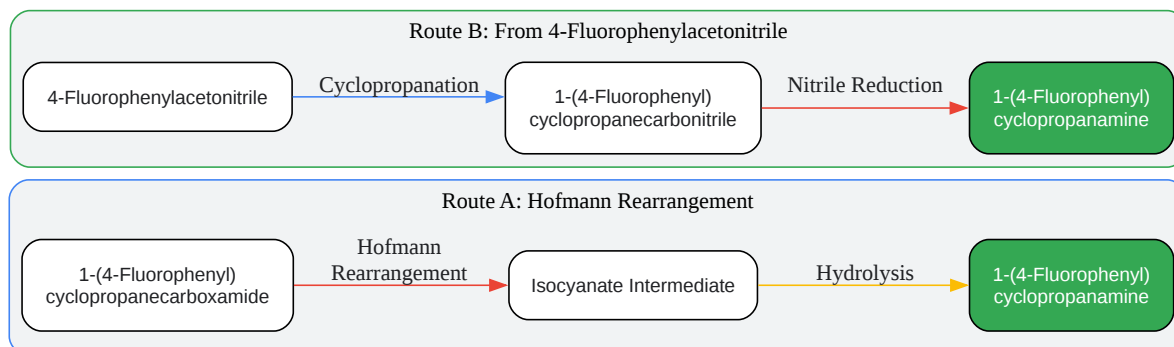 Route B: From 4-Fluorophenylacetonitrile
4-Fluorophenylacetonitrile
Cyclopropanation
1-(4-Fluorophenyl)
cyclopropanecarbonitrile
Nitrile Reduction
1-(4-Fluorophenyl)
cyclopropanamine
Route A: Hofmann Rearrangement
1-(4-Fluorophenyl)
cyclopropanecarboxamide
Hofmann
Rearrangement
Isocyanate Intermediate
Hydrolysis
1-(4-Fluorophenyl)
cyclopropanamine